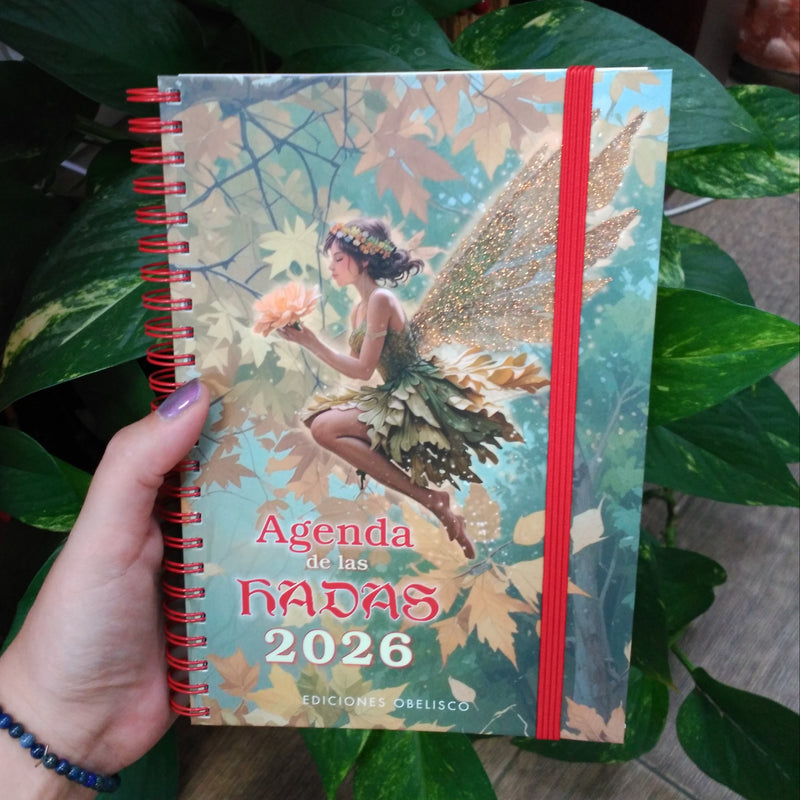 Agenda
de las
HADAS
2026
EDICIONES OBELISCO